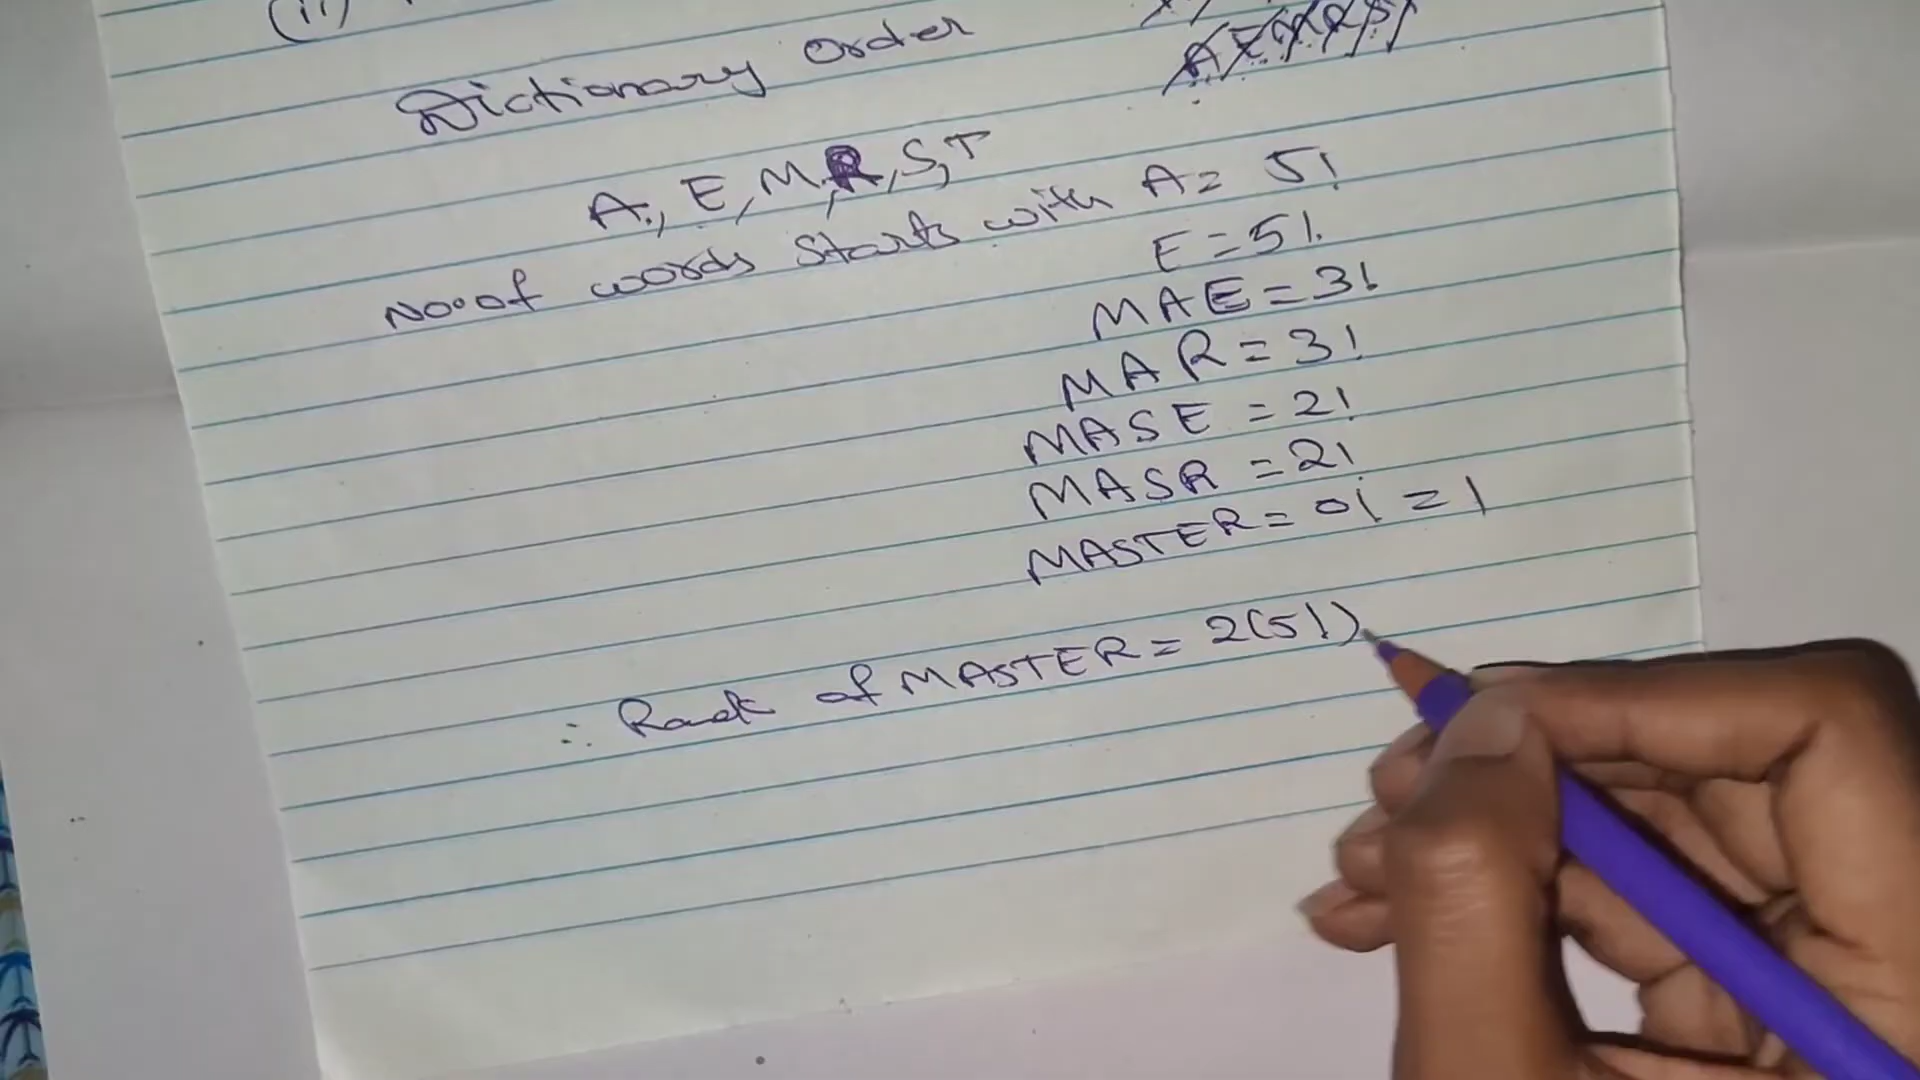 (ii)
Dictionary Order
A, E, M, R, S, T
No. of words starts with A = 5!
E = 5!
MAE = 3!
MAR = 3!
MASE = 2!
MASR = 2!
MASTER = 0! = 1
∴ Rank of MASTER = 2(5!)